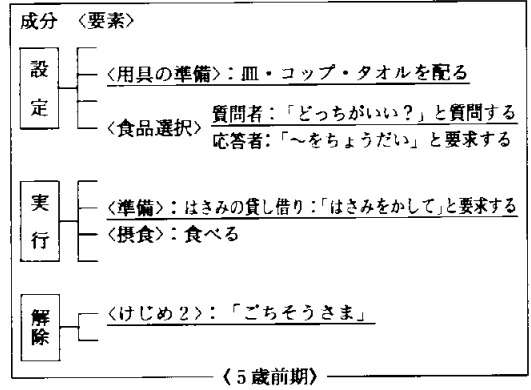 成分 〈要素〉
設定
〈用具の準備〉：皿・コップ・タオルを配る
〈食品選択〉
質問者：「どっちがいい？」と質問する
応答者：「～をちょうだい」と要求する
実行
〈準備〉：はさみの貸し借り：「はさみをかして」と要求する
〈摂食〉：食べる
解除
〈けじめ2〉：「ごちそうさま」
《5歳前期》